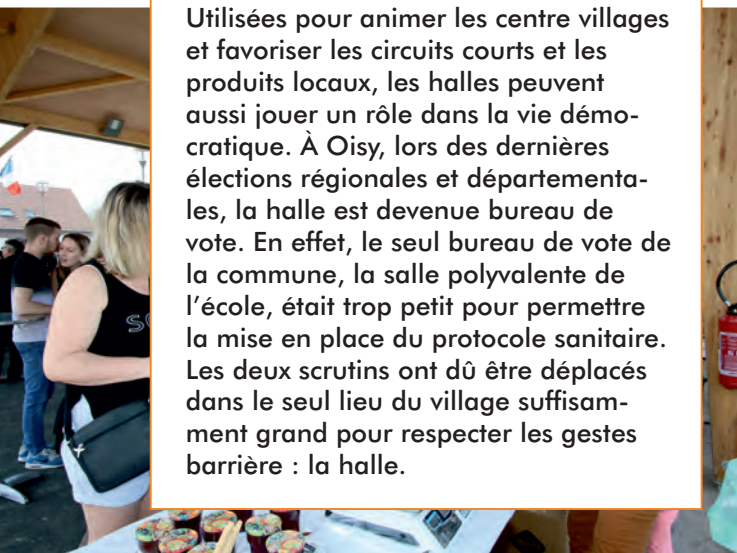 Utilisées pour animer les centre villages
et favoriser les circuits courts et les
produits locaux, les halles peuvent
aussi jouer un rôle dans la vie démo-
cratique. À Oisy, lors des dernières
élections régionales et départementa-
les, la halle est devenue bureau de
vote. En effet, le seul bureau de vote de
la commune, la salle polyvalente de
l’école, était trop petit pour permettre
la mise en place du protocole sanitaire.
Les deux scrutins ont dû être déplacés
dans le seul lieu du village suffisam-
ment grand pour respecter les gestes
barrière : la halle.